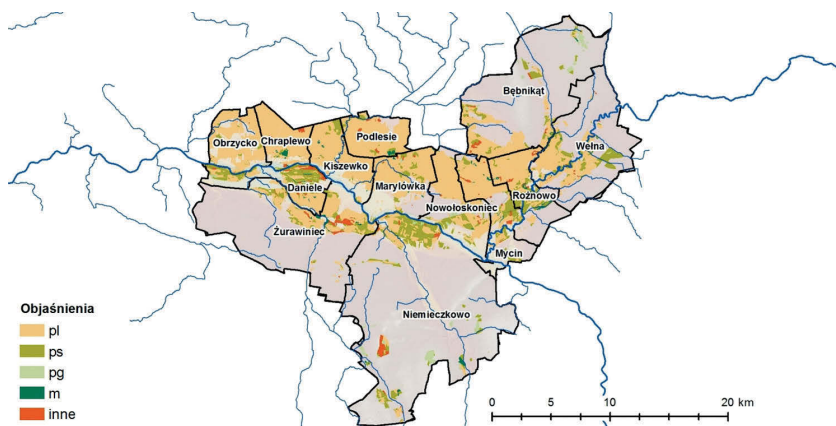 Bębnikąt
Obrzycko
Chraplewo
Podlesie
Wełna
Kiszewko
Daniele
Marylówka
Rożnowo
Nowołoskoniec
Żurawiniec
Mycin
Niemieczkowo
Objaśnienia
pl
ps
pg
m
inne
0 5 10 20 km